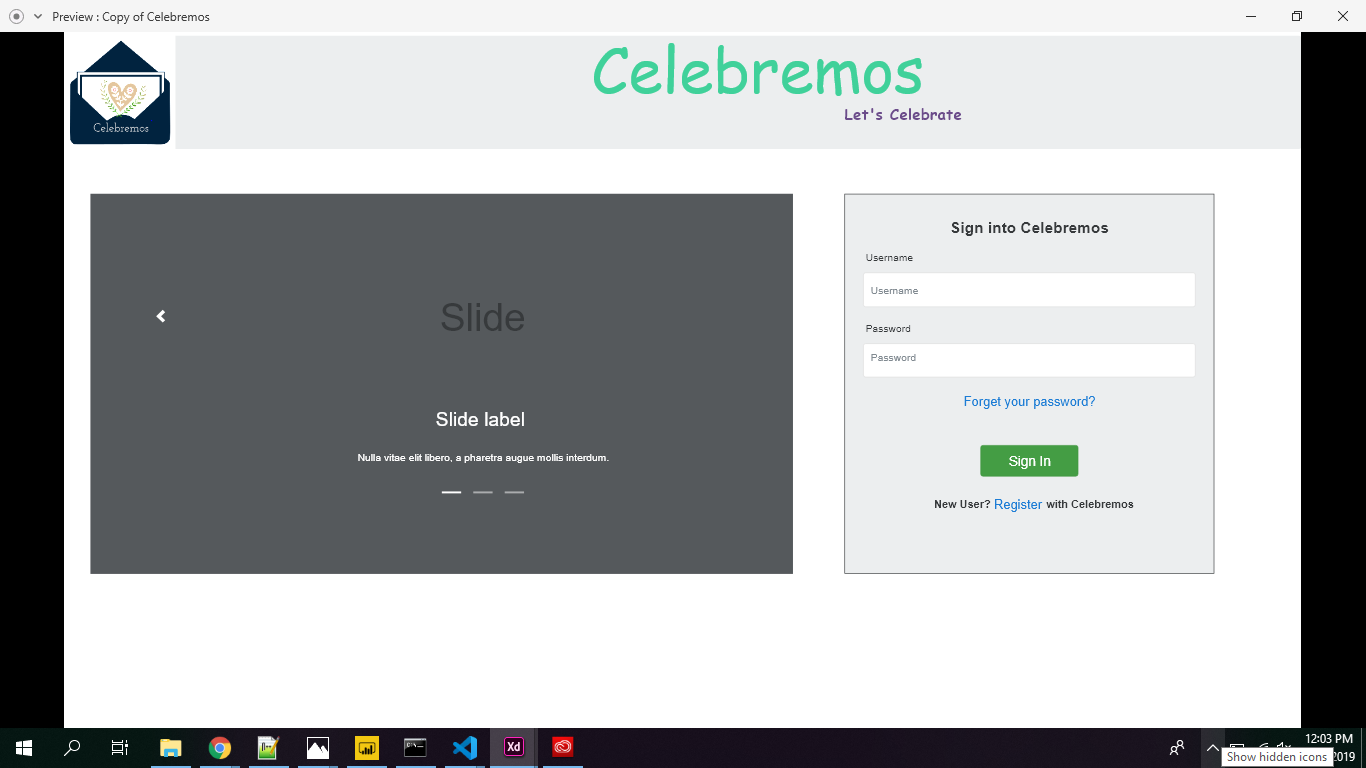 Preview : Copy of Celebremos
Celebremos
Let's Celebrate
Celebremos
Slide
Slide label
Nulla vitae elit libero, a pharetra augue mollis interdum.
Sign into Celebremos
Username
Username
Password
Password
Forget your password?
Sign In
New User? Register with Celebremos
Xd
12:03 PM
2019
Show hidden icons